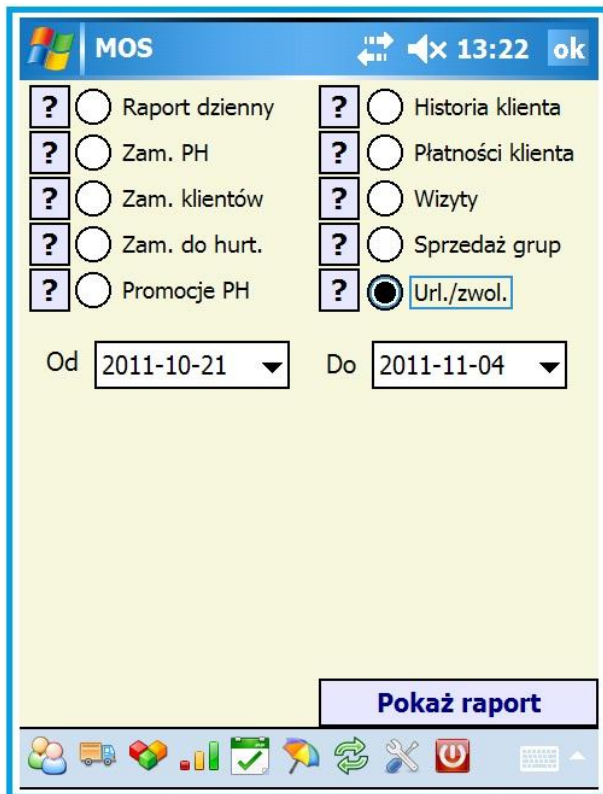 MOS 13:22 ok
? Raport dzienny ? Historia klienta
? Zam. PH ? Płatności klienta
? Zam. klientów ? Wizyty
? Zam. do hurt. ? Sprzedaż grup
? Promocje PH ? Url./zwol.
Od 2011-10-21 Do 2011-11-04
Pokaż raport